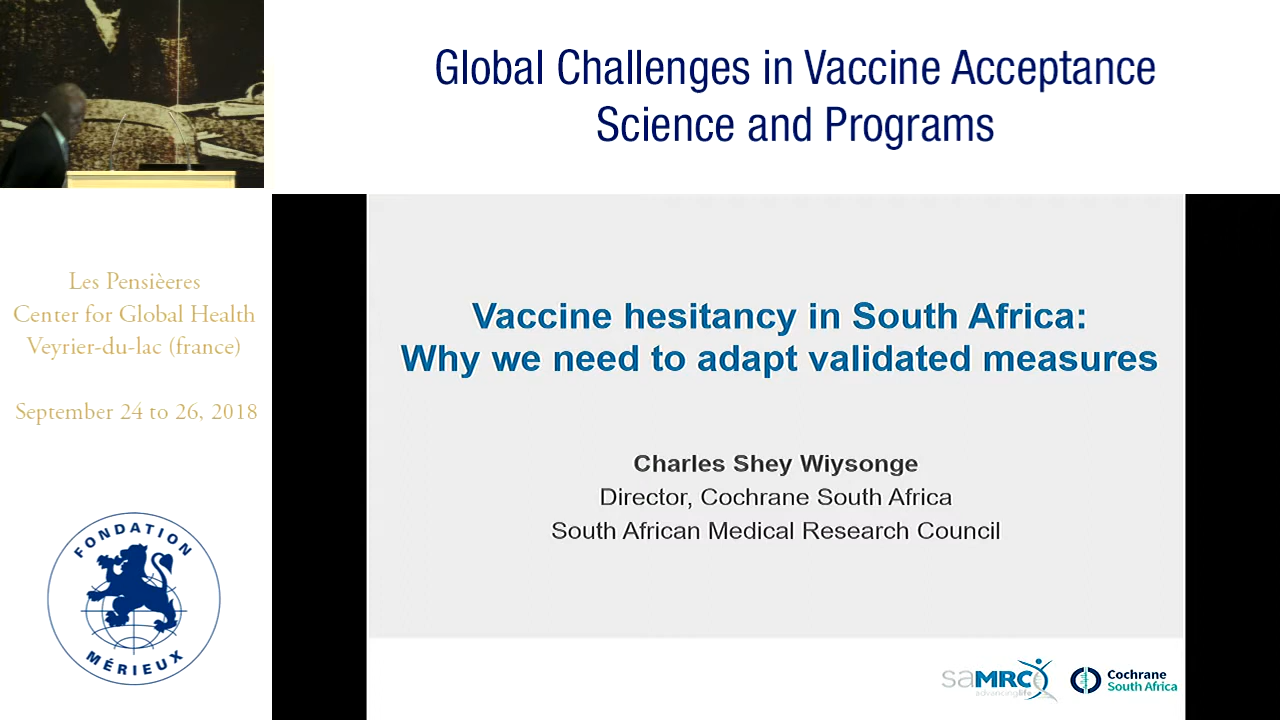 Global Challenges in Vaccine Acceptance
Science and Programs
Les Pensièeres
Center for Global Health
Veyrier-du-lac (france)
September 24 to 26, 2018
FONDATION
MÉRIEUX
Vaccine hesitancy in South Africa:
Why we need to adapt validated measures
Charles Shey Wiysonge
Director, Cochrane South Africa
South African Medical Research Council
saMRC
advancinglife
Cochrane
South Africa